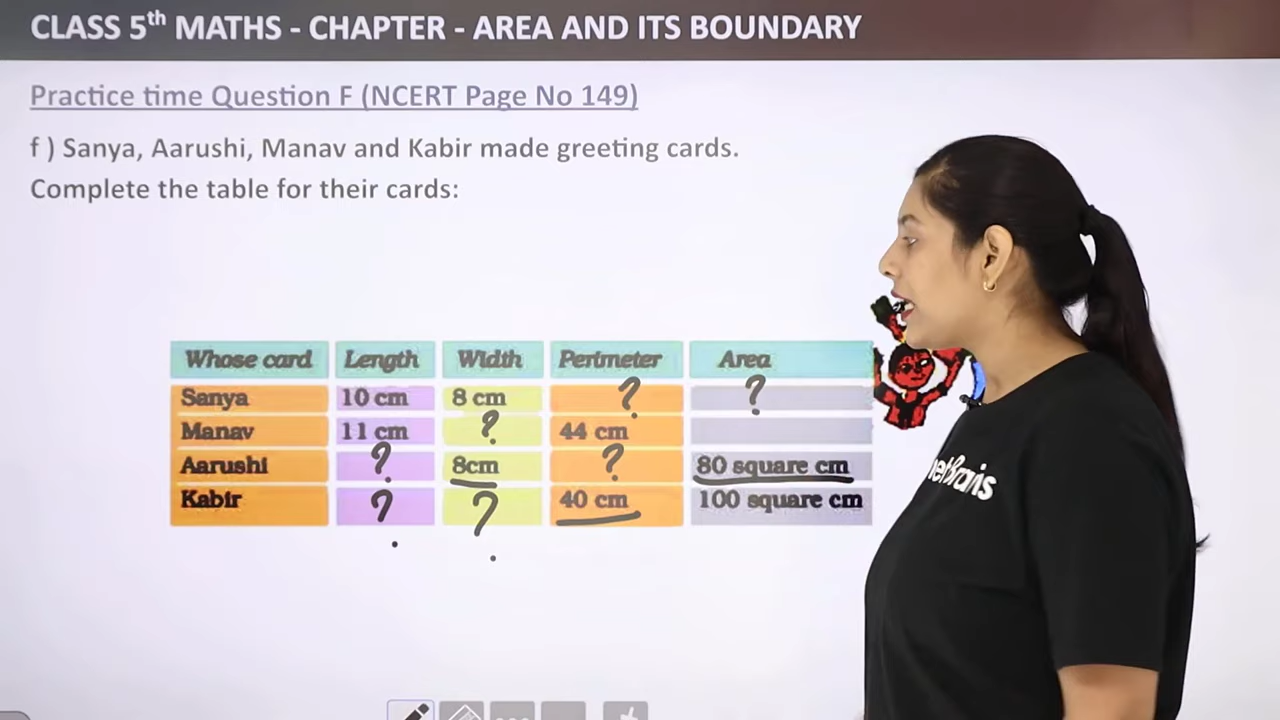 CLASS 5th MATHS - CHAPTER - AREA AND ITS BOUNDARY
Practice time Question F (NCERT Page No 149)
f ) Sanya, Aarushi, Manav and Kabir made greeting cards.
Complete the table for their cards:
Whose card Length Width Perimeter Area
Sanya 10 cm 8 cm ? ?
Manav 11 cm ? 44 cm
Aarushi ? 8cm ? 80 square cm
Kabir ? ? 40 cm 100 square cm